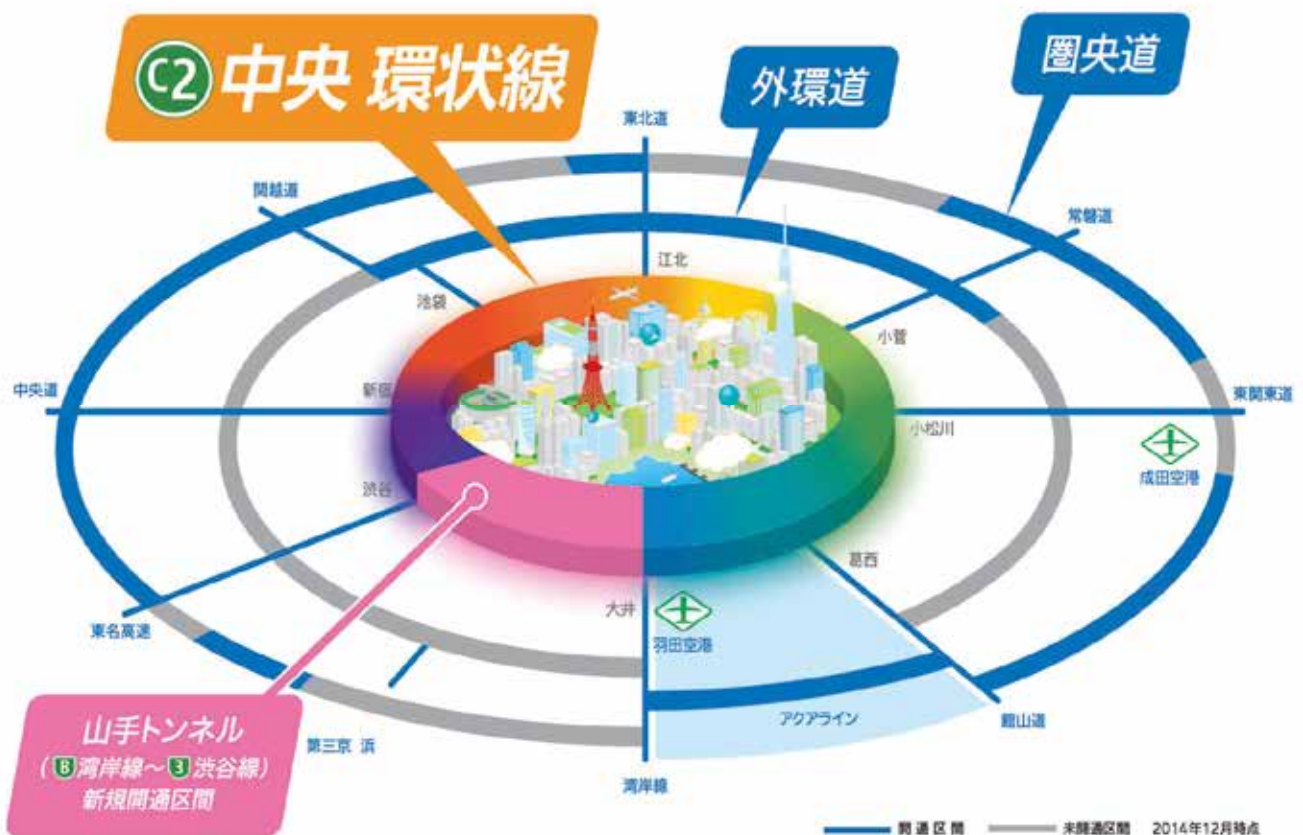 C2 中央 環状線
外環道
圏央道
東北道
関越道
常磐道
江北
池袋
小菅
中央道
新宿
東関東道
小松川
成田空港
渋谷
葛西
大井
羽田空港
東名高速
アクアライン
館山道
山手トンネル
(B湾岸線～3渋谷線)
新規開通区間
第三京 浜
湾岸線
開通区間 未開通区間 2014年12月時点